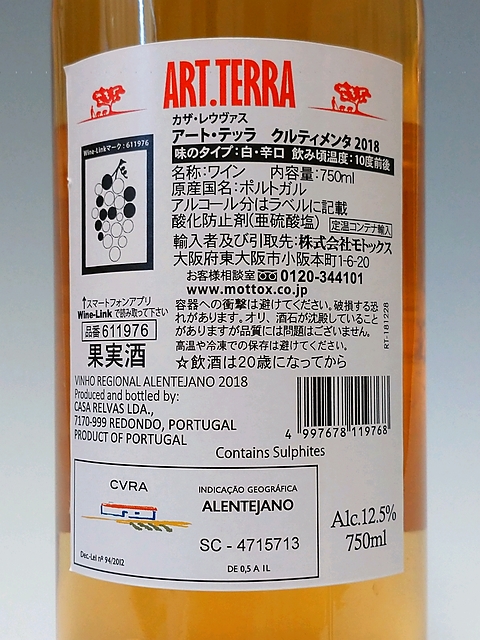 ART.TERRA
カザ・レウヴァス
アート・テッラ クルティメンタ 2018
味のタイプ:白・辛口 飲み頃温度:10度前後
Wine-Linkマーク:611976
名称:ワイン 内容量:750ml
原産国名:ポルトガル
アルコール分はラベルに記載
酸化防止剤(亜硫酸塩) 定温コンテナ輸入
輸入者及び引取先:株式会社モトックス
大阪府東大阪市小阪本町1-6-20
お客様相談室 0120-344101
www.mottox.co.jp
↑スマートフォンアプリ
Wine-Linkで読み取って下さい
品番 611976
果実酒
容器への衝撃は避けてください。破損する恐
れがあります。オリ、酒石が沈殿していること
がありますが品質には問題はございません。
高温や冷凍での保存は避けてください。
☆飲酒は20歳になってから
RT-181228
VINHO REGIONAL ALENTEJANO 2018
Produced and bottled by:
CASA RELVAS LDA.,
7170-999 REDONDO, PORTUGAL
PRODUCT OF PORTUGAL
4 997678 119768
Contains Sulphites
CVRA
Dec.-Lei nº 94/2012
INDICAÇÃO GEOGRÁFICA
ALENTEJANO
SC - 4715713
DE 0,5 A 1L
Alc.12.5%
750ml